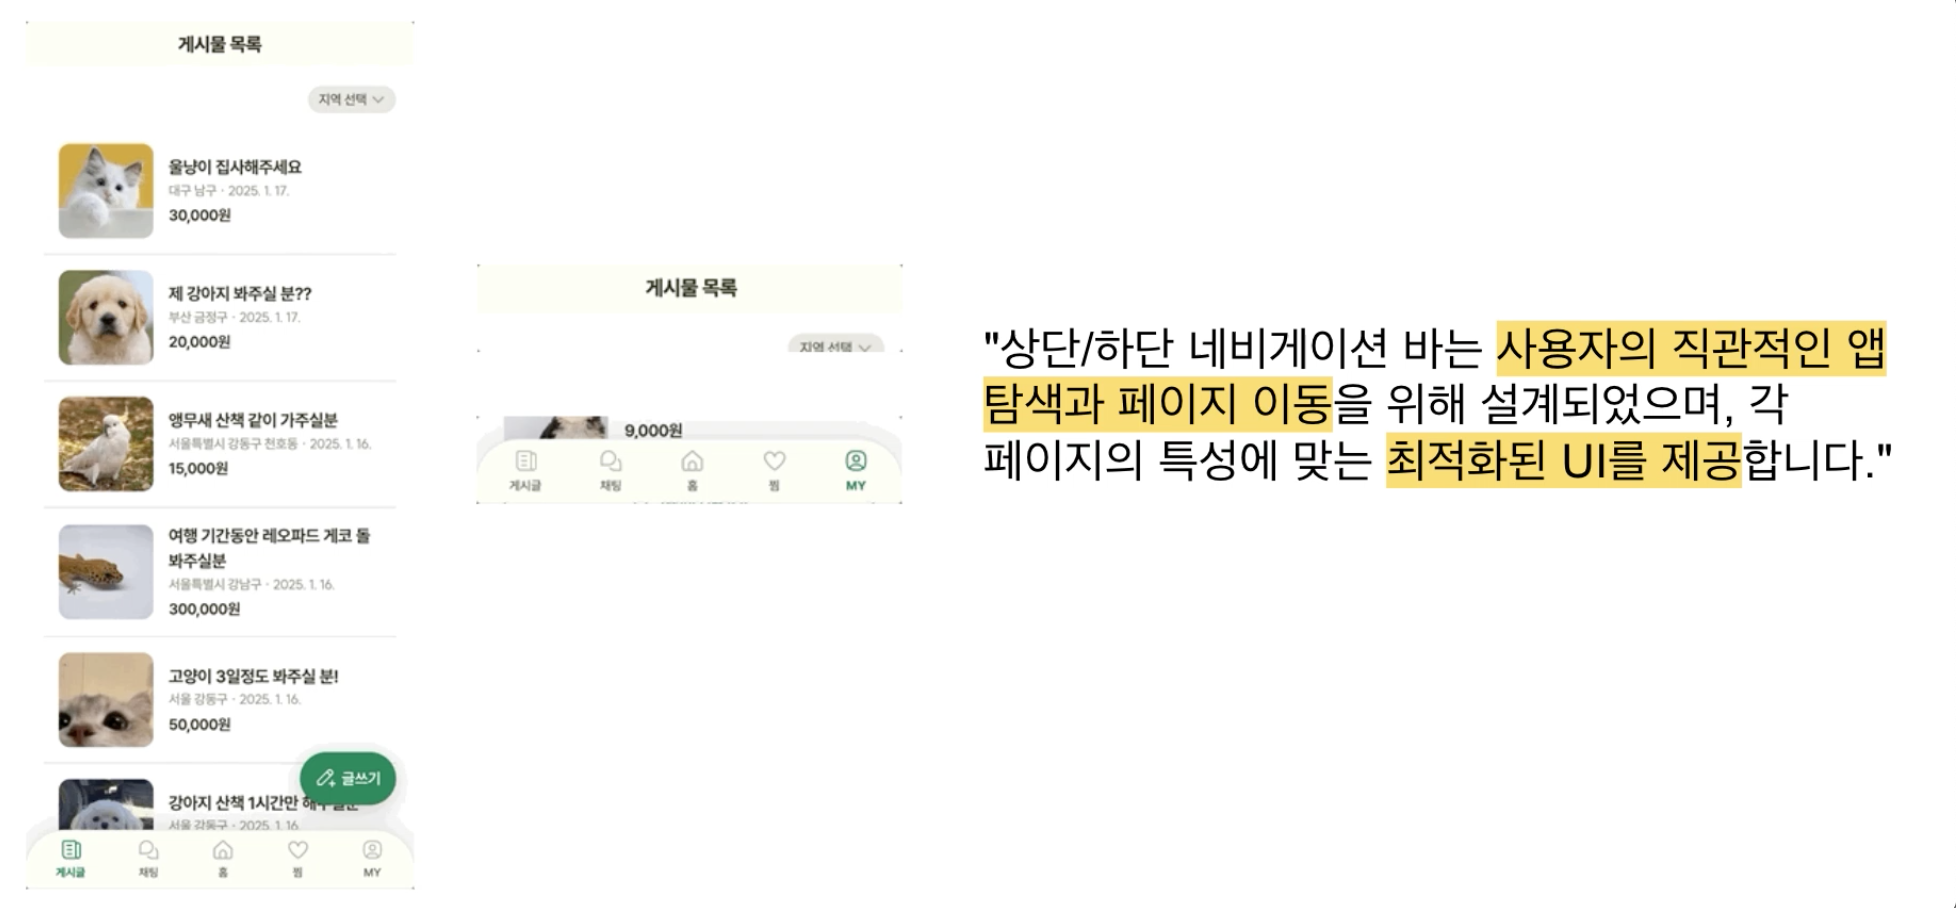 게시물 목록
지역 선택
울냥이 집사해주세요
대구 남구 · 2025. 1. 17.
30,000원
제 강아지 봐주실 분??
부산 금정구 · 2025. 1. 17.
20,000원
앵무새 산책 같이 가주실분
서울특별시 강동구 천호동 · 2025. 1. 16.
15,000원
여행 기간동안 레오파드 게코 돌
봐주실분
서울특별시 강남구 · 2025. 1. 16.
300,000원
고양이 3일정도 봐주실 분!
서울 강동구 · 2025. 1. 16.
50,000원
글쓰기
강아지 산책 1시간만
서울 강동구 · 2025. 1. 16.
게시글 채팅 홈 찜 MY
게시물 목록
지역 선택
9,000원
게시글 채팅 홈 찜 MY
"상단/하단 네비게이션 바는 사용자의 직관적인 앱
탐색과 페이지 이동을 위해 설계되었으며, 각
페이지의 특성에 맞는 최적화된 UI를 제공합니다."